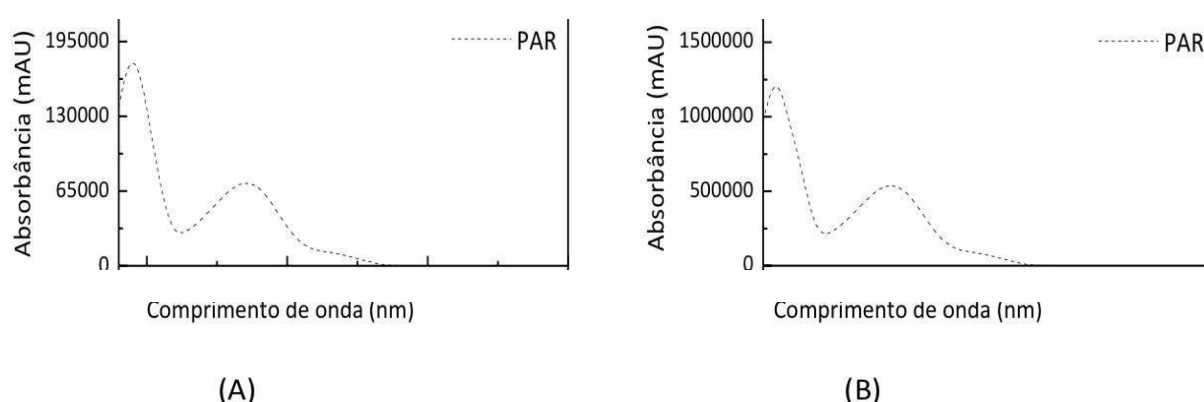 195000
130000
65000
0
Absorbância (mAU)
PAR
Comprimento de onda (nm)
(A)
1500000
1000000
500000
0
Absorbância (mAU)
PAR
Comprimento de onda (nm)
(B)